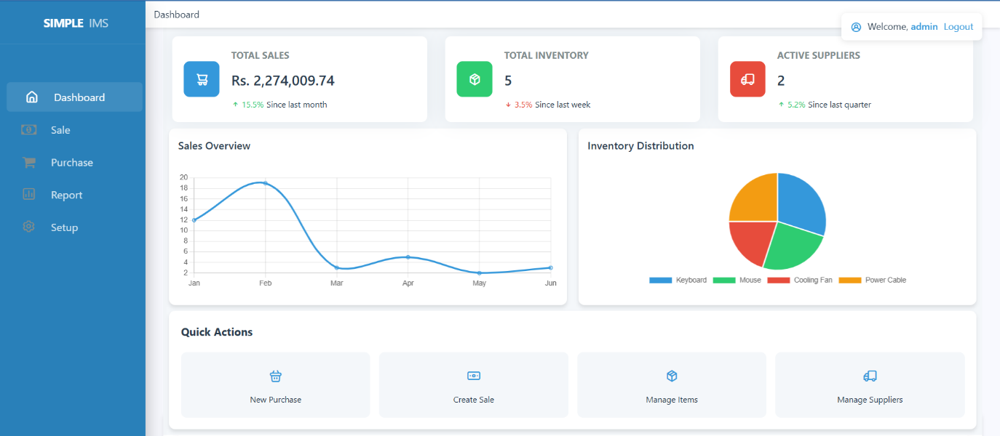 SIMPLE IMS
Dashboard
Welcome, admin Logout
Dashboard
Sale
Purchase
Report
Setup
TOTAL SALES
Rs. 2,274,009.74
↑ 15.5% Since last month
TOTAL INVENTORY
5
↓ 3.5% Since last week
ACTIVE SUPPLIERS
2
↑ 5.2% Since last quarter
Sales Overview
20
18
16
14
12
10
8
6
4
2
Jan Feb Mar Apr May Jun
Inventory Distribution
Keyboard Mouse Cooling Fan Power Cable
Quick Actions
New Purchase
Create Sale
Manage Items
Manage Suppliers